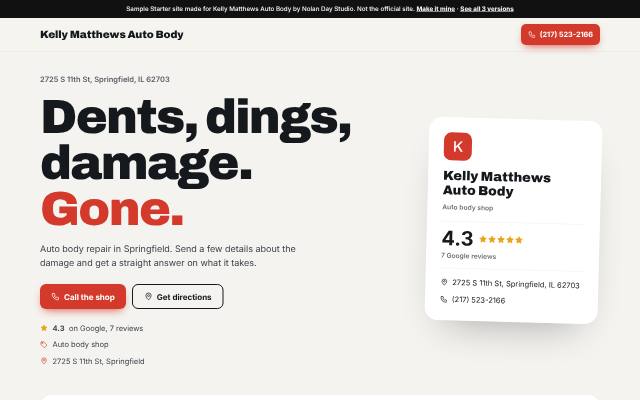 Sample Starter site made for Kelly Matthews Auto Body by Nolan Day Studio. Not the official site. Make it mine · See all 3 versions
Kelly Matthews Auto Body
(217) 523-2166
2725 S 11th St, Springfield, IL 62703
Dents, dings,
damage.
Gone.
Auto body repair in Springfield. Send a few details about the
damage and get a straight answer on what it takes.
Call the shop
Get directions
4.3 on Google, 7 reviews
Auto body shop
2725 S 11th St, Springfield
K
Kelly Matthews
Auto Body
Auto body shop
4.3
7 Google reviews
2725 S 11th St, Springfield, IL 62703
(217) 523-2166